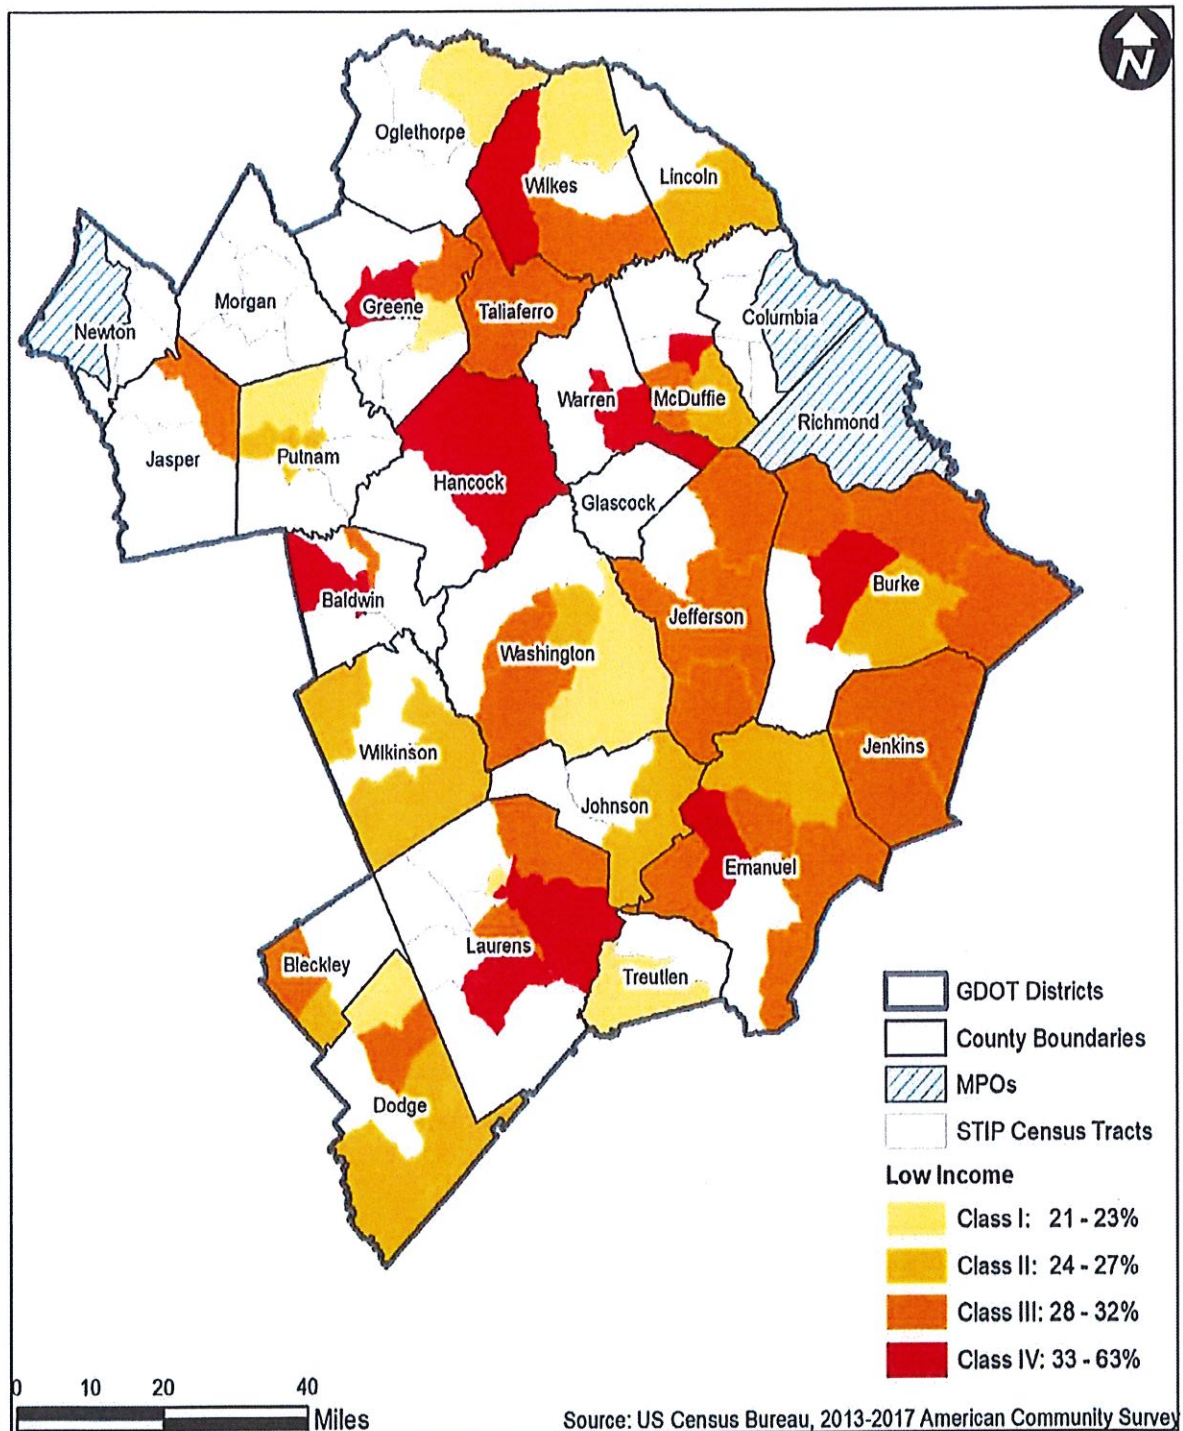 N
Oglethorpe
Wilkes
Lincoln
Morgan
Greene
Taliaferro
Newton
Columbia
Warren
McDuffie
Richmond
Jasper
Putnam
Hancock
Glascock
Baldwin
Burke
Jefferson
Washington
Wilkinson
Jenkins
Johnson
Emanuel
Laurens
Bleckley
Treutlen
Dodge
GDOT Districts
County Boundaries
MPOs
STIP Census Tracts
Low Income
Class I: 21 - 23%
Class II: 24 - 27%
Class III: 28 - 32%
Class IV: 33 - 63%
0 10 20 40
Miles
Source: US Census Bureau, 2013-2017 American Community Survey